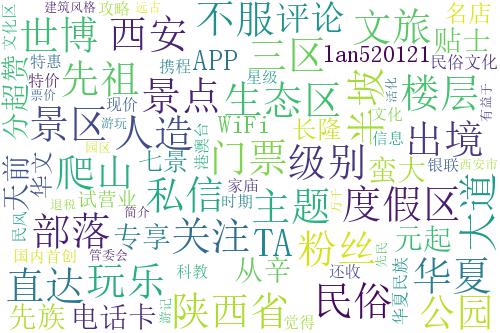 建筑风格 攻略 远古 文化区
世博 西安 不服 评论 文旅 名店
三区 lan520121 贴士
特惠 携程 APP 星级 民俗文化
分 超赞 特价 先祖 景点 生态区 半坡 楼层 活化
票价 现价 WiFi 文化 有益于
景区 人造 游玩 门票 长隆 信息 出境
天前 华文 爬山 七景 港澳台 级别 蛮大 银联 西安市
园区
退税 试营业 私信 家庙 主题 度假区 大道
民风 部落 简介 专享 关注 时期 TA 粉丝 元起
国内首创 管委会 科教 从辛 还收 先民 华夏民族 华夏
直达 玩乐 游记 陕西省 民俗 公园
先族 电话卡 觉得